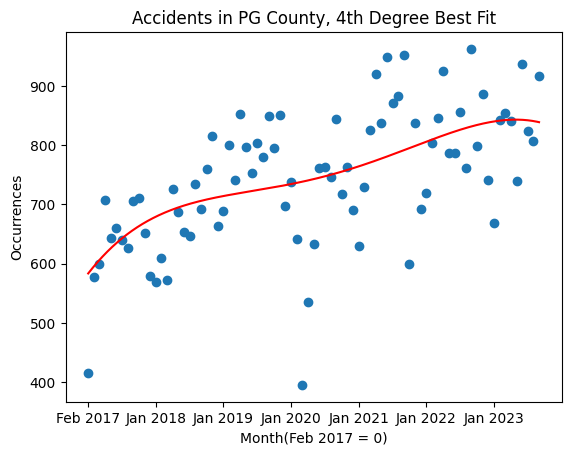 Accidents in PG County, 4th Degree Best Fit
Occurrences
900
800
700
600
500
400
Feb 2017 Jan 2018 Jan 2019 Jan 2020 Jan 2021 Jan 2022 Jan 2023
Month(Feb 2017 = 0)